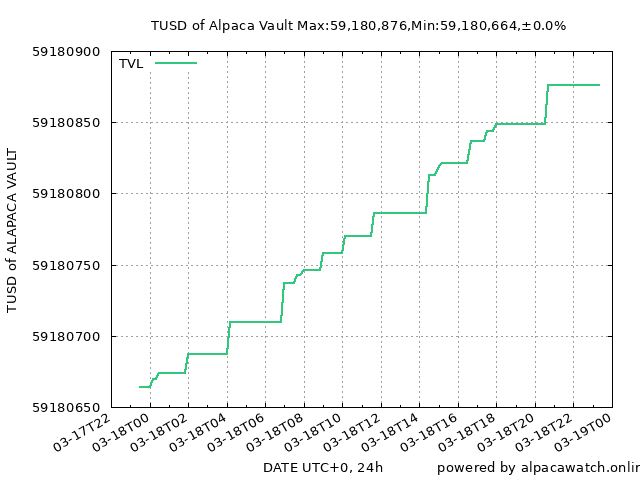 TUSD of Alpaca Vault Max:59,180,876,Min:59,180,664,±0.0%
TVL
59180900
59180850
59180800
59180750
59180700
59180650
TUSD of ALAPACA VAULT
03-17T22
03-18T00
03-18T02
03-18T04
03-18T06
03-18T08
03-18T10
03-18T12
03-18T14
03-18T16
03-18T18
03-18T20
03-18T22
03-19T00
DATE UTC+0, 24h
powered by alpacawatch.onlin